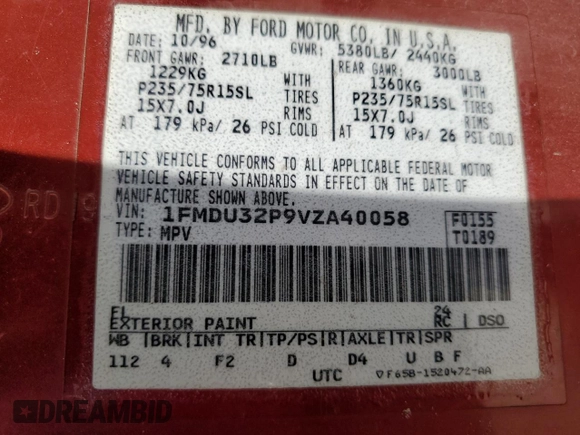 MFD. BY FORD MOTOR CO. IN U.S.A.
DATE: 10/96 GVWR: 5380LB/ 2440KG
FRONT GAWR: 2710LB REAR GAWR: 3000LB
1229KG WITH 1360KG WITH
P235/75R15SL TIRES P235/75R15SL TIRES
15X7.0J RIMS 15X7.0J RIMS
AT 179 kPa/ 26 PSI COLD AT 179 kPa/ 26 PSI COLD
THIS VEHICLE CONFORMS TO ALL APPLICABLE FEDERAL MOTOR
VEHICLE SAFETY STANDARDS IN EFFECT ON THE DATE OF
MANUFACTURE SHOWN ABOVE.
VIN: 1FMDU32P9VZA40058 F0155
TYPE: MPV T0189
EL 24
EXTERIOR PAINT RC DSO
WB BRK INT TR TP/PS R AXLE TR SPR
112 4 F2 D D4 U B F
UTC F65B-1520472-AA
RD
DREAMBID